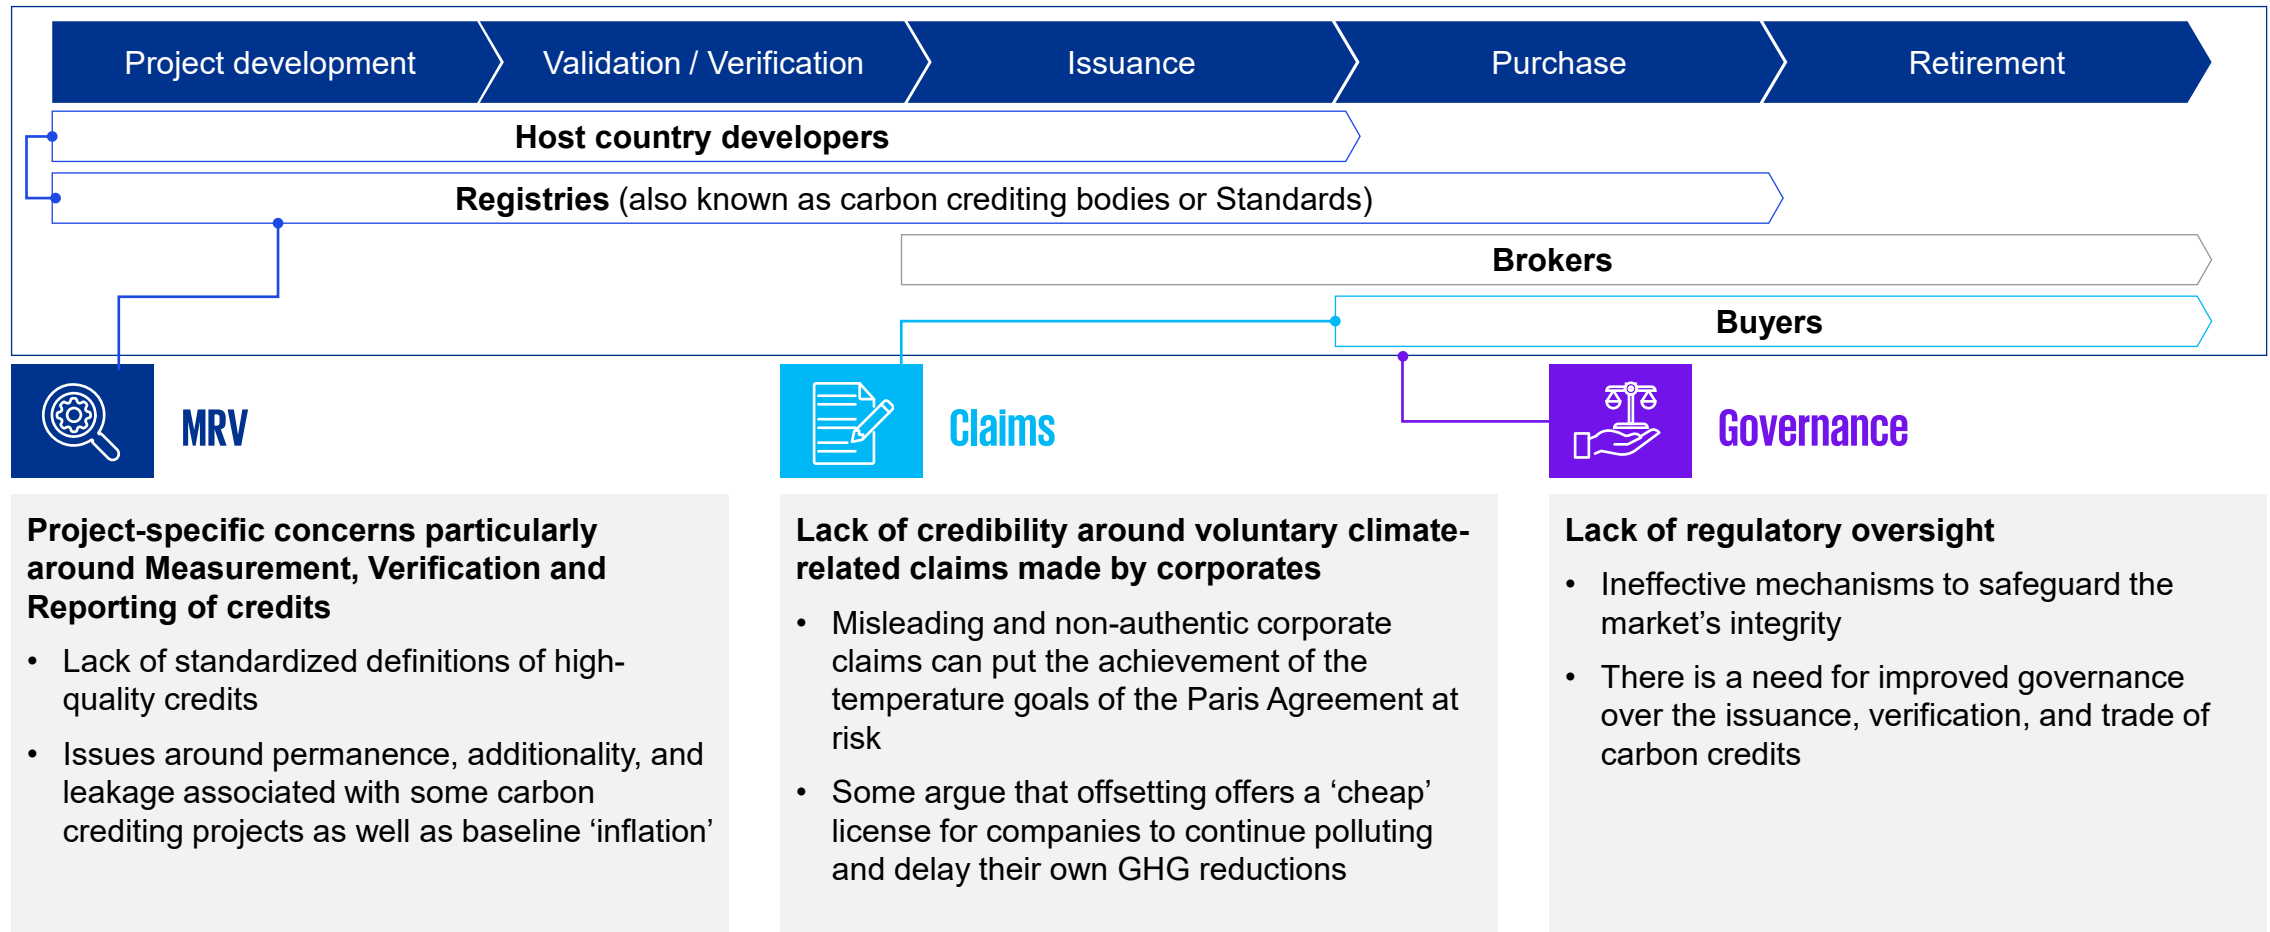 Project development
Validation / Verification
Issuance
Purchase
Retirement
Host country developers
Registries (also known as carbon crediting bodies or Standards)
Brokers
Buyers
MRV
Project-specific concerns particularly
around Measurement, Verification and
Reporting of credits
• Lack of standardized definitions of high-
quality credits
• Issues around permanence, additionality, and
leakage associated with some carbon
crediting projects as well as baseline ‘inflation’
Claims
Lack of credibility around voluntary climate-
related claims made by corporates
• Misleading and non-authentic corporate
claims can put the achievement of the
temperature goals of the Paris Agreement at
risk
• Some argue that offsetting offers a ‘cheap’
license for companies to continue polluting
and delay their own GHG reductions
Governance
Lack of regulatory oversight
• Ineffective mechanisms to safeguard the
market’s integrity
• There is a need for improved governance
over the issuance, verification, and trade of
carbon credits